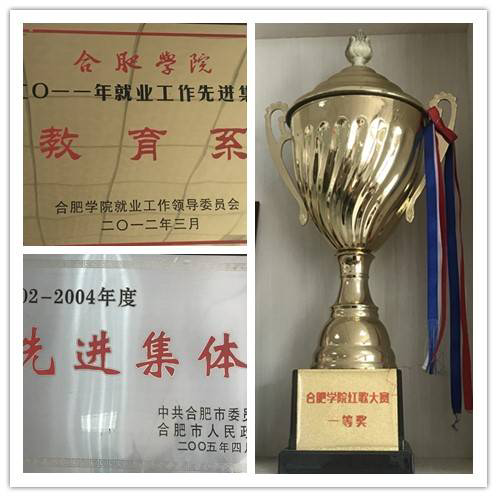 合肥学院
二〇一一年就业工作先进集
教育系
合肥学院就业工作领导委员会
二〇一二年三月
02-2004年度
先进集体
中共合肥市委员
合肥市人民政
二〇〇五年四月
合肥学院红歌大赛
一等奖